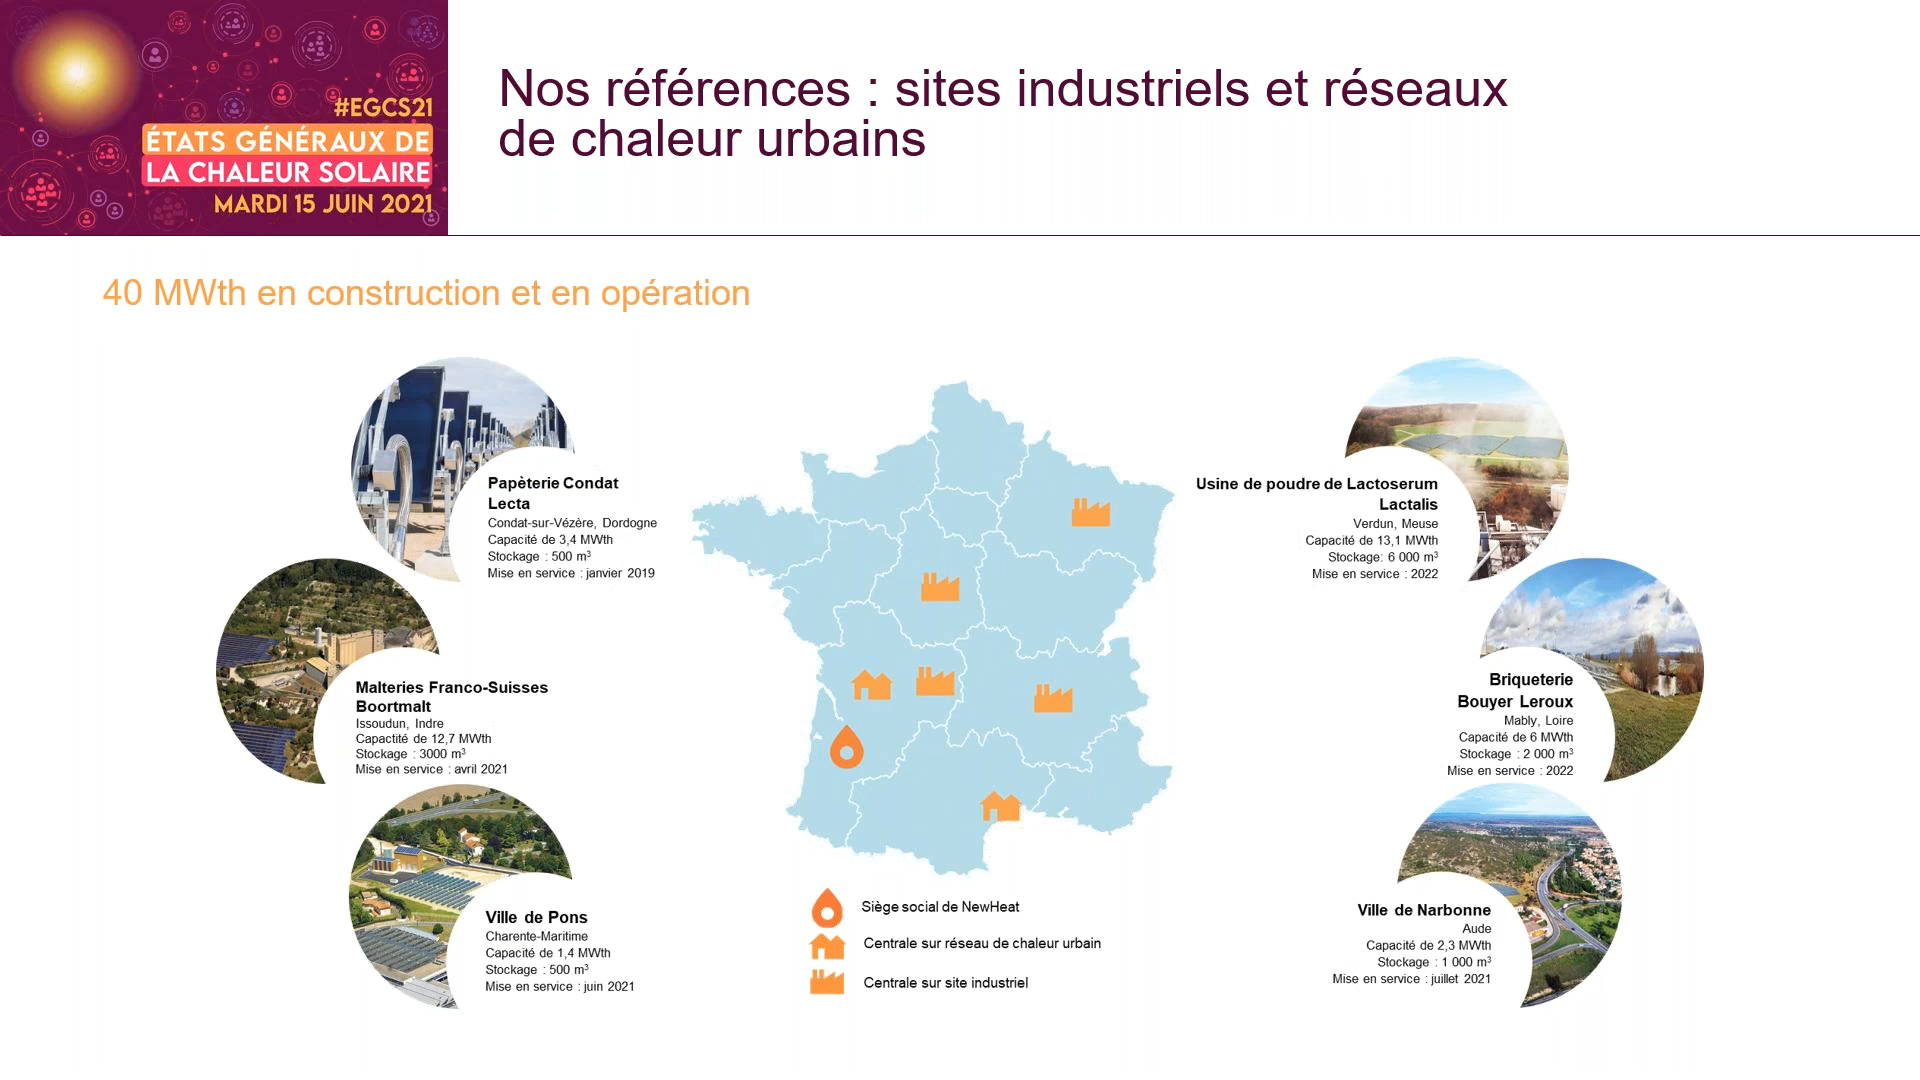 #EGCS21
ÉTATS GÉNÉRAUX DE
LA CHALEUR SOLAIRE
MARDI 15 JUIN 2021
Nos références : sites industriels et réseaux
de chaleur urbains
40 MWth en construction et en opération
Papèterie Condat
Lecta
Condat-sur-Vézère, Dordogne
Capacité de 3,4 MWth
Stockage : 500 m³
Mise en service : janvier 2019
Malteries Franco-Suisses
Boortmalt
Issoudun, Indre
Capactité de 12,7 MWth
Stockage : 3000 m³
Mise en service : avril 2021
Ville de Pons
Charente-Maritime
Capacité de 1,4 MWth
Stockage : 500 m³
Mise en service : juin 2021
Usine de poudre de Lactoserum
Lactalis
Verdun, Meuse
Capacité de 13,1 MWth
Stockage: 6 000 m³
Mise en service : 2022
Briqueterie
Bouyer Leroux
Mably, Loire
Capacité de 6 MWth
Stockage : 2 000 m³
Mise en service : 2022
Ville de Narbonne
Aude
Capacité de 2,3 MWth
Stockage : 1 000 m³
Mise en service : juillet 2021
Siège social de NewHeat
Centrale sur réseau de chaleur urbain
Centrale sur site industriel